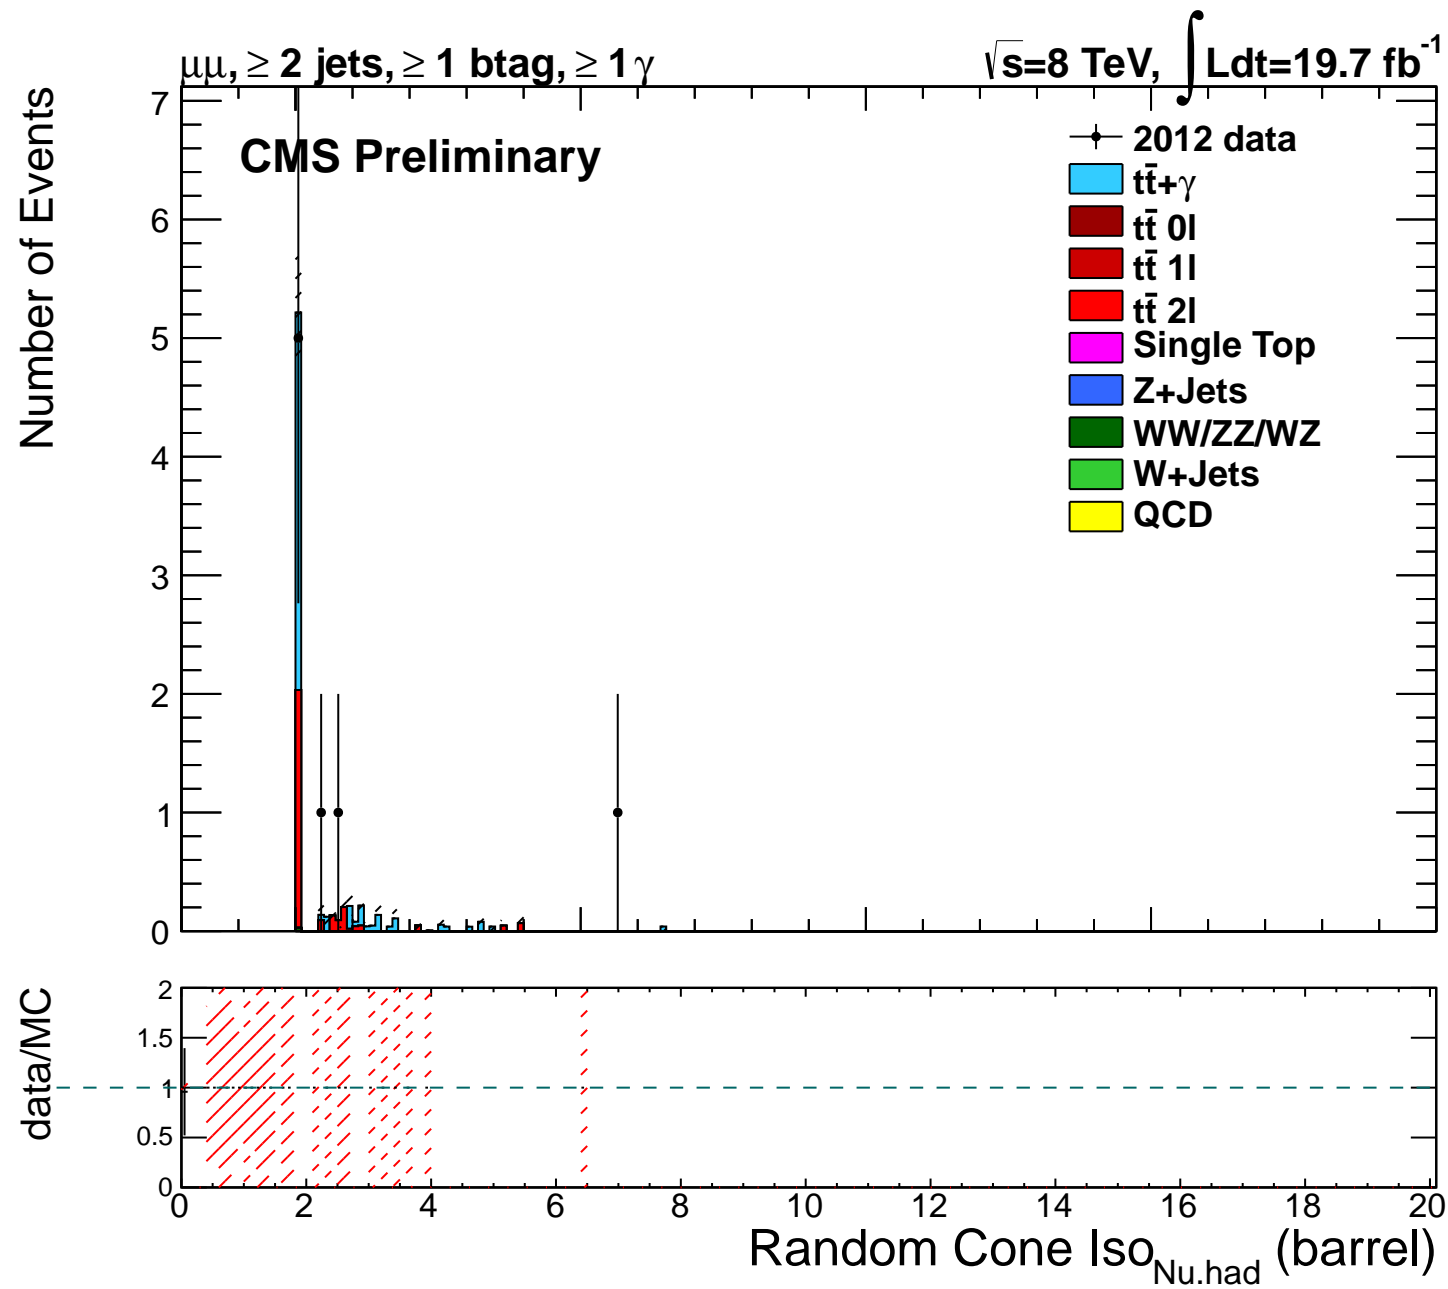 μμ, ≥ 2 jets, ≥ 1 btag, ≥ 1 γ
√s=8 TeV, ∫ Ldt=19.7 fb⁻¹
CMS Preliminary
2012 data
tt̄+γ
tt̄ 0l
tt̄ 1l
tt̄ 2l
Single Top
Z+Jets
WW/ZZ/WZ
W+Jets
QCD
Number of Events
7
6
5
4
3
2
1
0
data/MC
2
1.5
1
0.5
0
0 2 4 6 8 10 12 14 16 18 20
Random Cone Iso_Nu.had (barrel)